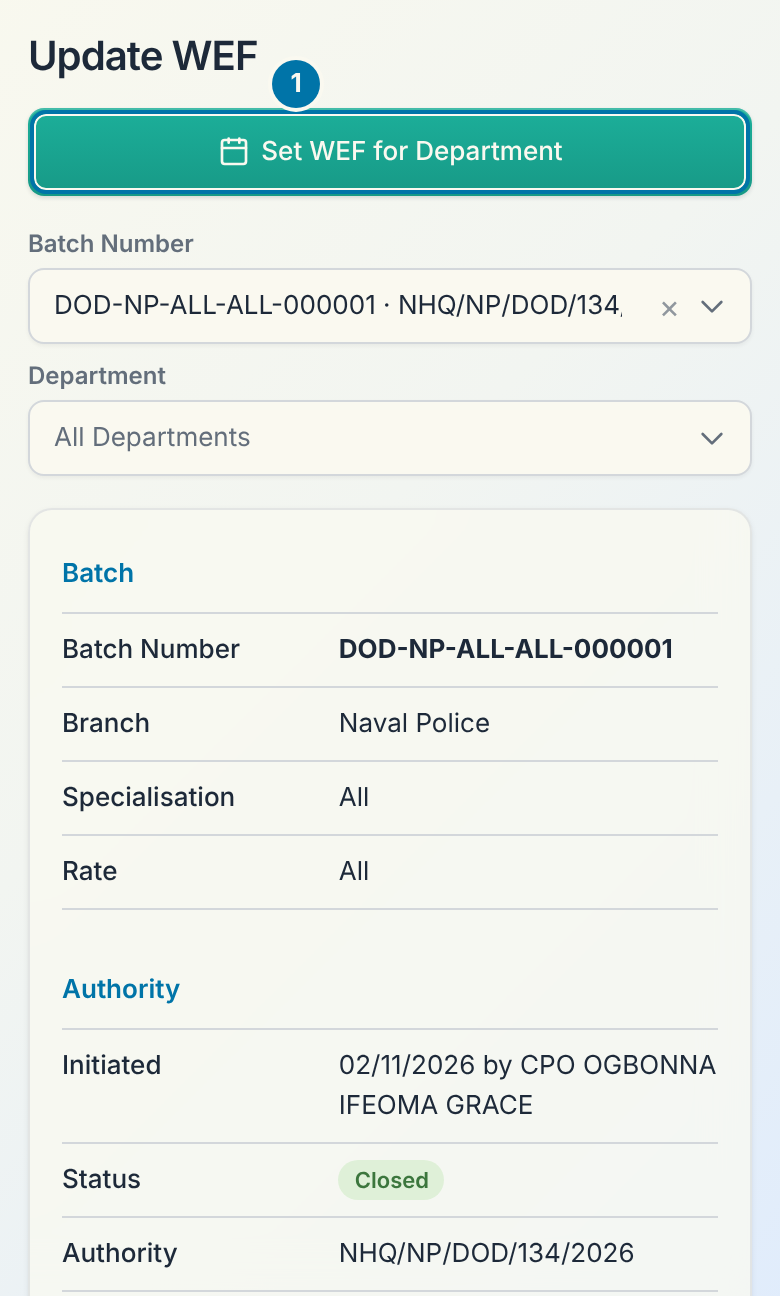 Update WEF
1
Set WEF for Department
Batch Number
DOD-NP-ALL-ALL-000001 · NHQ/NP/DOD/134
Department
All Departments
Batch
Batch Number DOD-NP-ALL-ALL-000001
Branch Naval Police
Specialisation All
Rate All
Authority
Initiated 02/11/2026 by CPO OGBONNA
IFEOMA GRACE
Status Closed
Authority NHQ/NP/DOD/134/2026